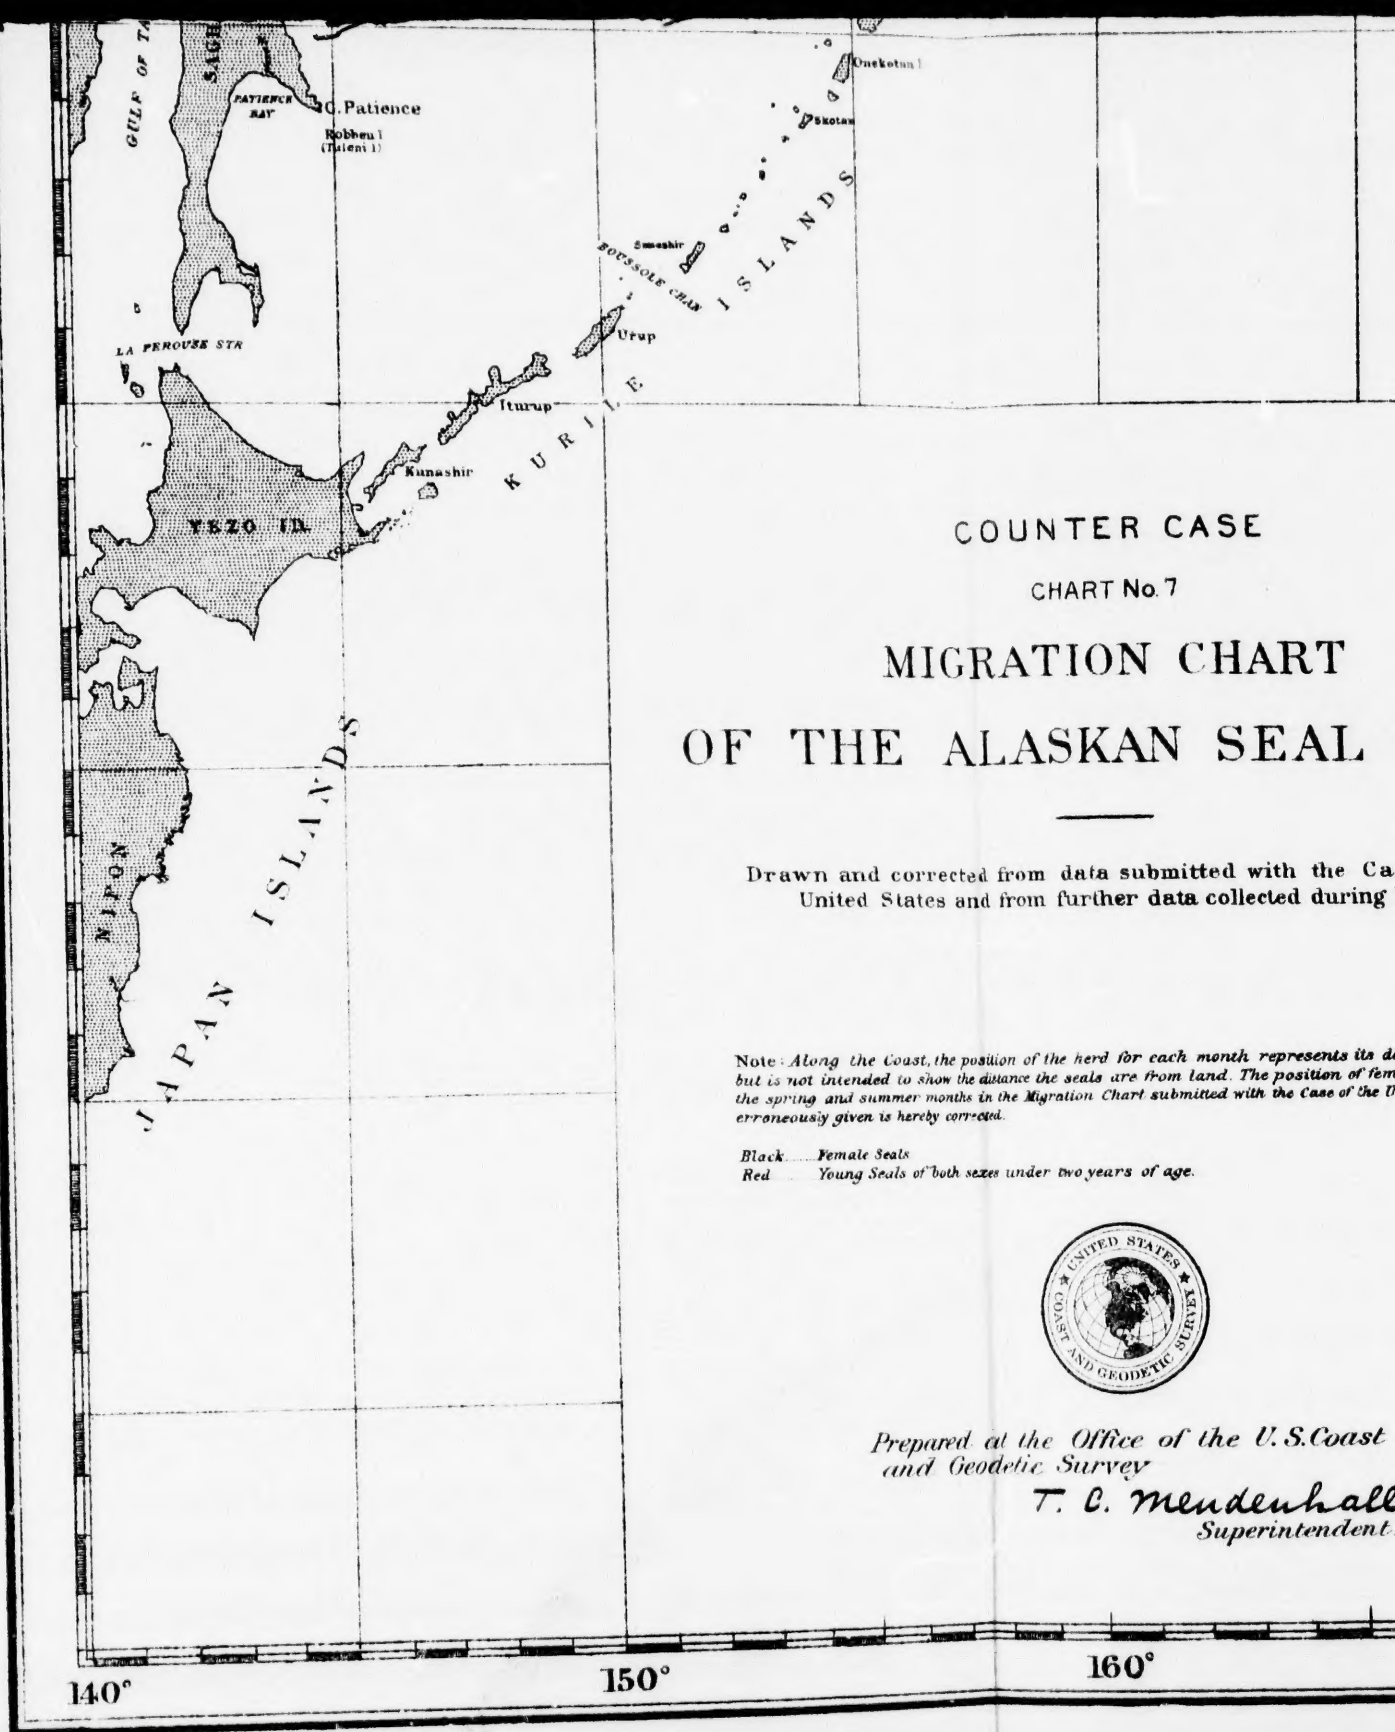 GULF OF TA
SAGH
PATIENCE
BAY
C. Patience
Robben I
(Tuleni I)
Onekotan I
Skotan
Simushir
BOUSSOLE CHAN
Urup
LA PEROUSE STR
Iturup
KURILE ISLANDS
Kunashir
YEZO ID.
NIPON
JAPAN ISLANDS
COUNTER CASE
CHART No. 7
MIGRATION CHART
OF THE ALASKAN SEAL
Drawn and corrected from data submitted with the Ca
United States and from further data collected during
Note: Along the Coast, the position of the herd for each month represents its d
but is not intended to show the distance the seals are from land. The position of fem
the spring and summer months in the Migration Chart submitted with the Case of the U
erroneously given is hereby corrected.
Black ..... Female Seals
Red ..... Young Seals of both sexes under two years of age.
★ UNITED STATES ★
COAST AND GEODETIC SURVEY
Prepared at the Office of the U. S. Coast
and Geodetic Survey
T. C. Mendenhall
Superintendent.
140° 150° 160°